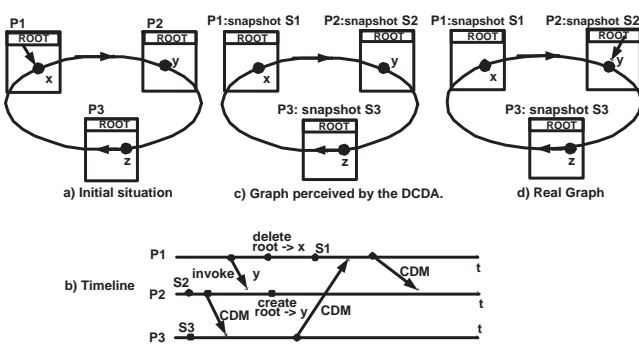 P1
ROOT
x
P2
ROOT
y
P3
ROOT
z
a) Initial situation
P1:snapshot S1
ROOT
x
P2:snapshot S2
ROOT
y
P3: snapshot S3
ROOT
z
c) Graph perceived by the DCDA.
P1:snapshot S1
ROOT
x
P2:snapshot S2
ROOT
y
P3: snapshot S3
ROOT
z
d) Real Graph
b) Timeline
P1
delete
root -> x
S1
t
invoke
y
CDM
P2
S2
create
root -> y
t
CDM
CDM
P3
S3
t